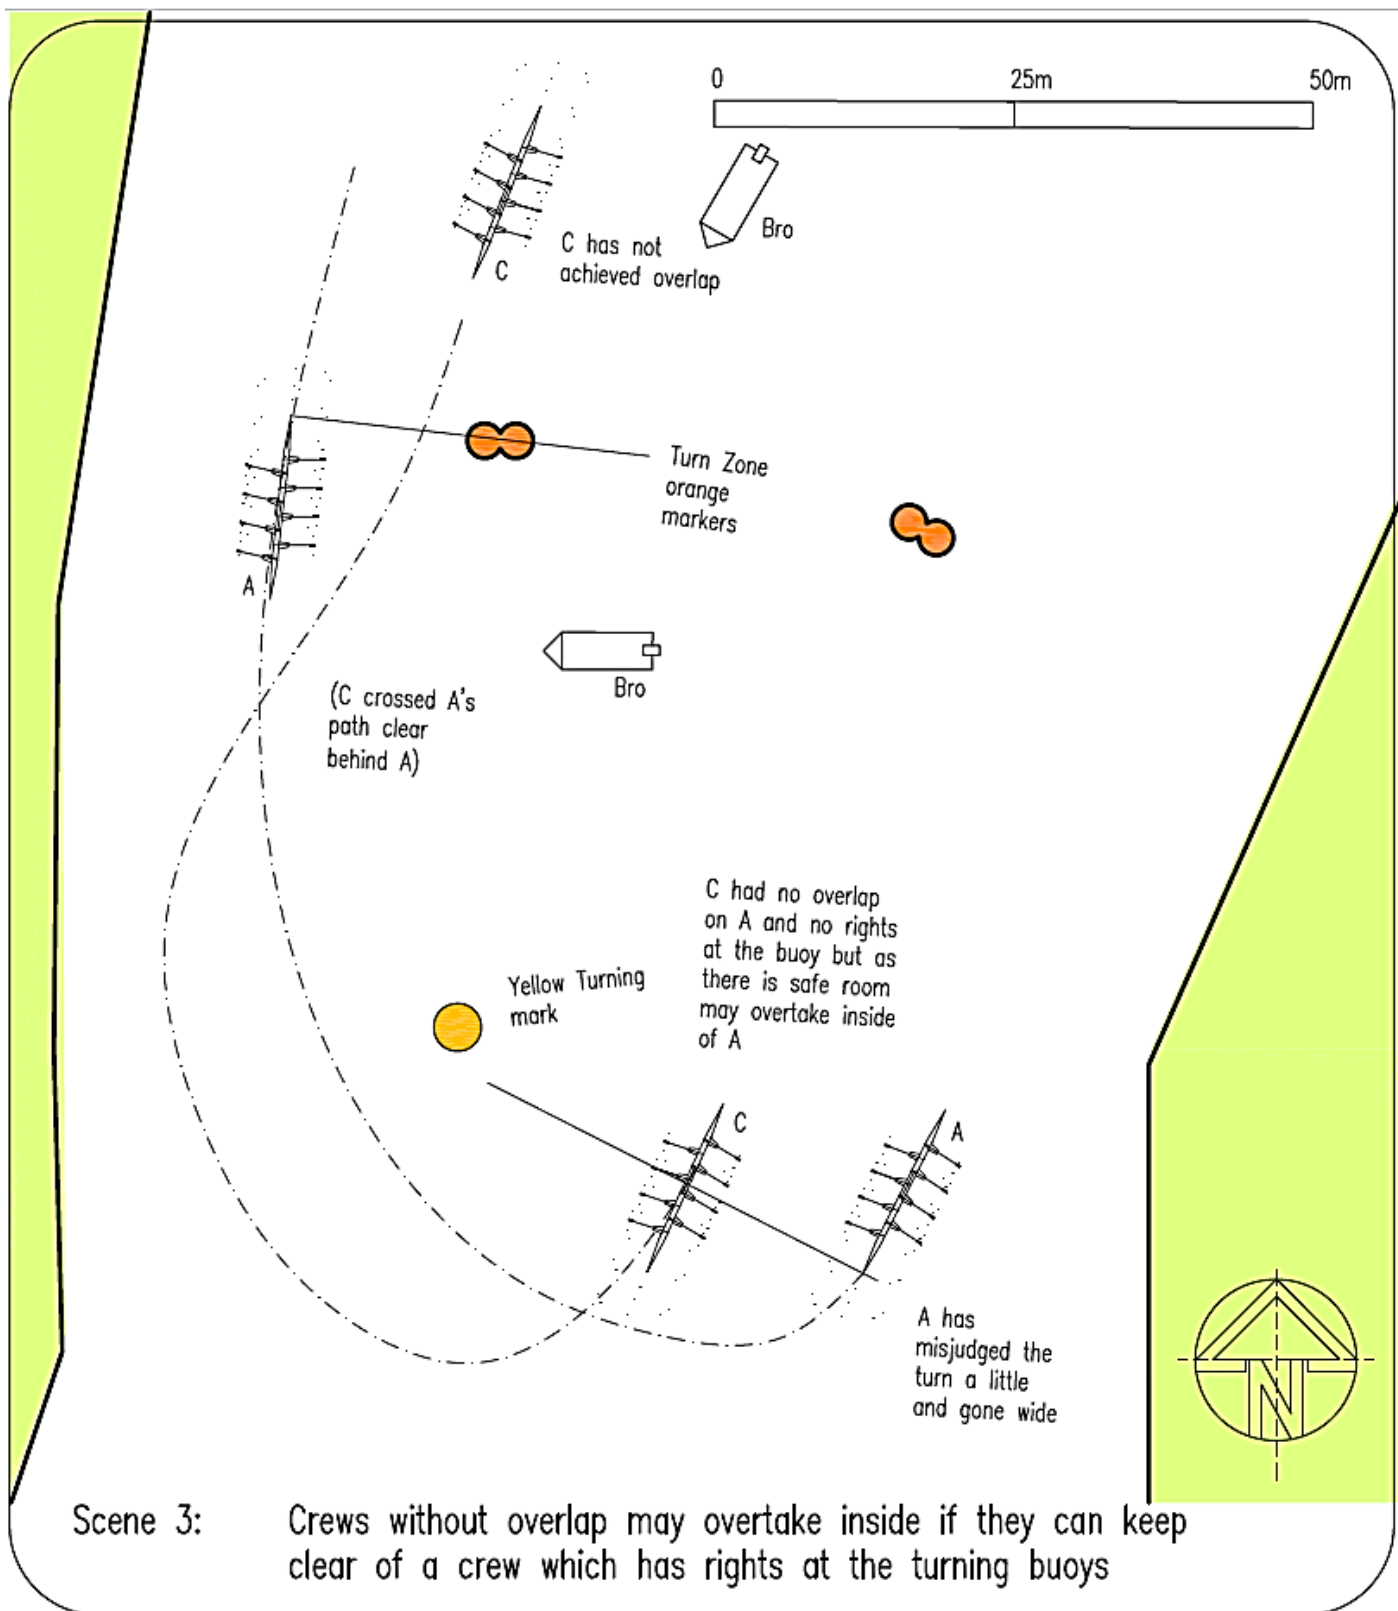 0 25m 50m
Bro
C has not
achieved overlap
C
Turn Zone
orange
markers
A
Bro
(C crossed A's
path clear
behind A)
C had no overlap
on A and no rights
at the buoy but as
there is safe room
may overtake inside
of A
Yellow Turning
mark
C
A
A has
misjudged the
turn a little
and gone wide
N
Scene 3: Crews without overlap may overtake inside if they can keep
clear of a crew which has rights at the turning buoys